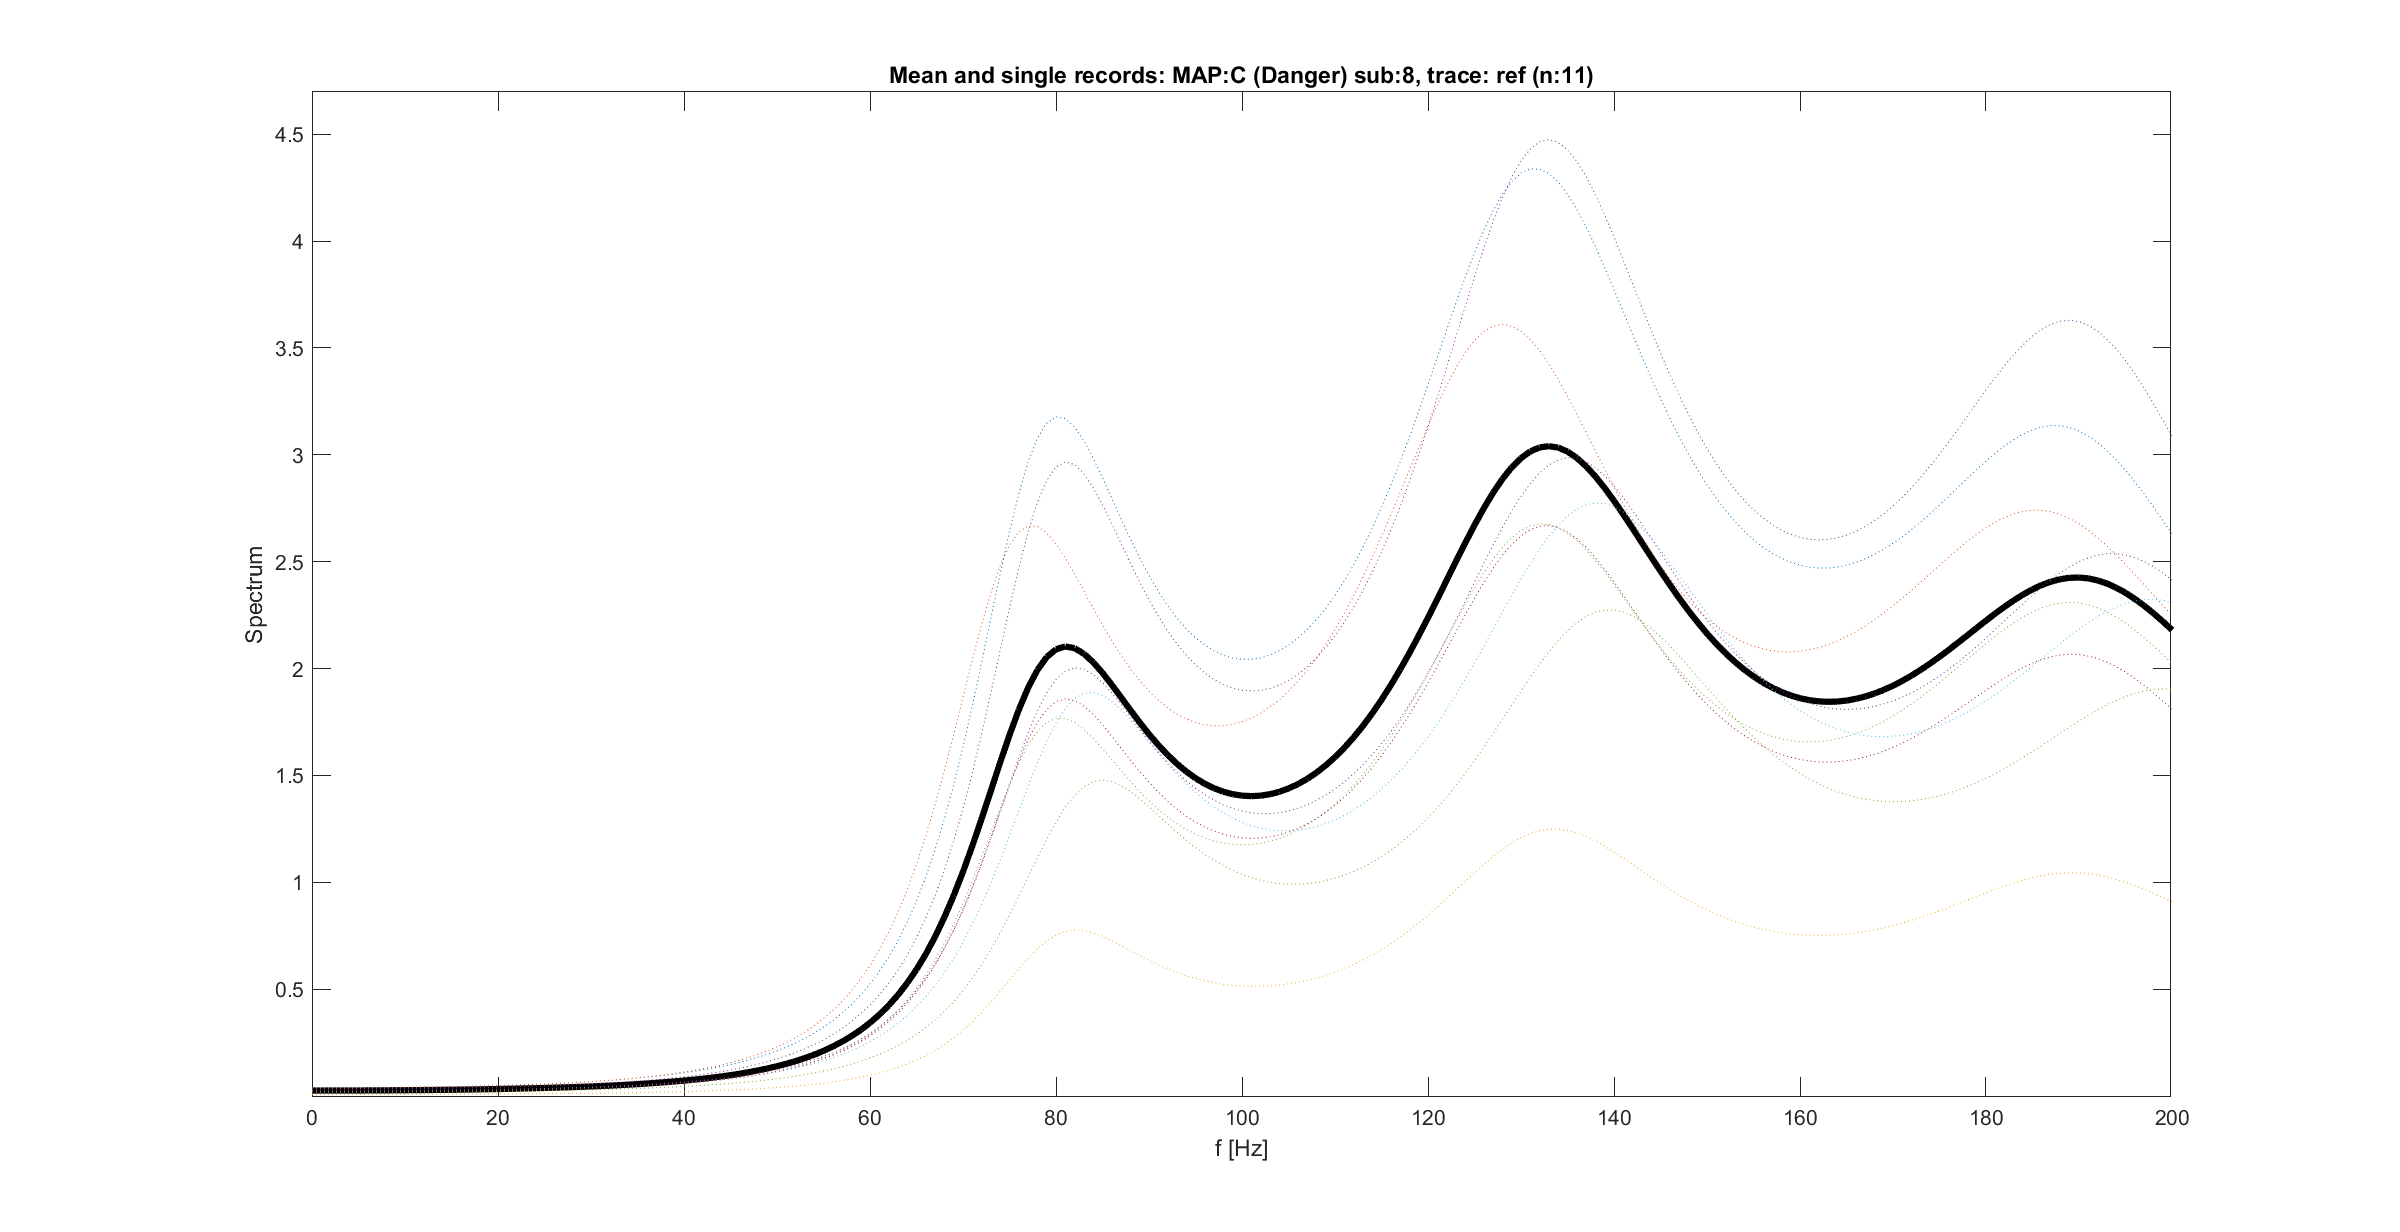 Mean and single records: MAP:C (Danger) sub:8, trace: ref (n:11)
4.5
4
3.5
3
2.5
2
1.5
1
0.5
Spectrum
0 20 40 60 80 100 120 140 160 180 200
f [Hz]